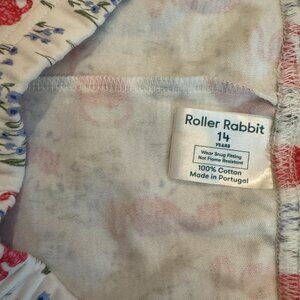 Roller Rabbit
14
YEARS
Wear Snug Fitting
Not Flame Resistant
100% Cotton
Made in Portugal